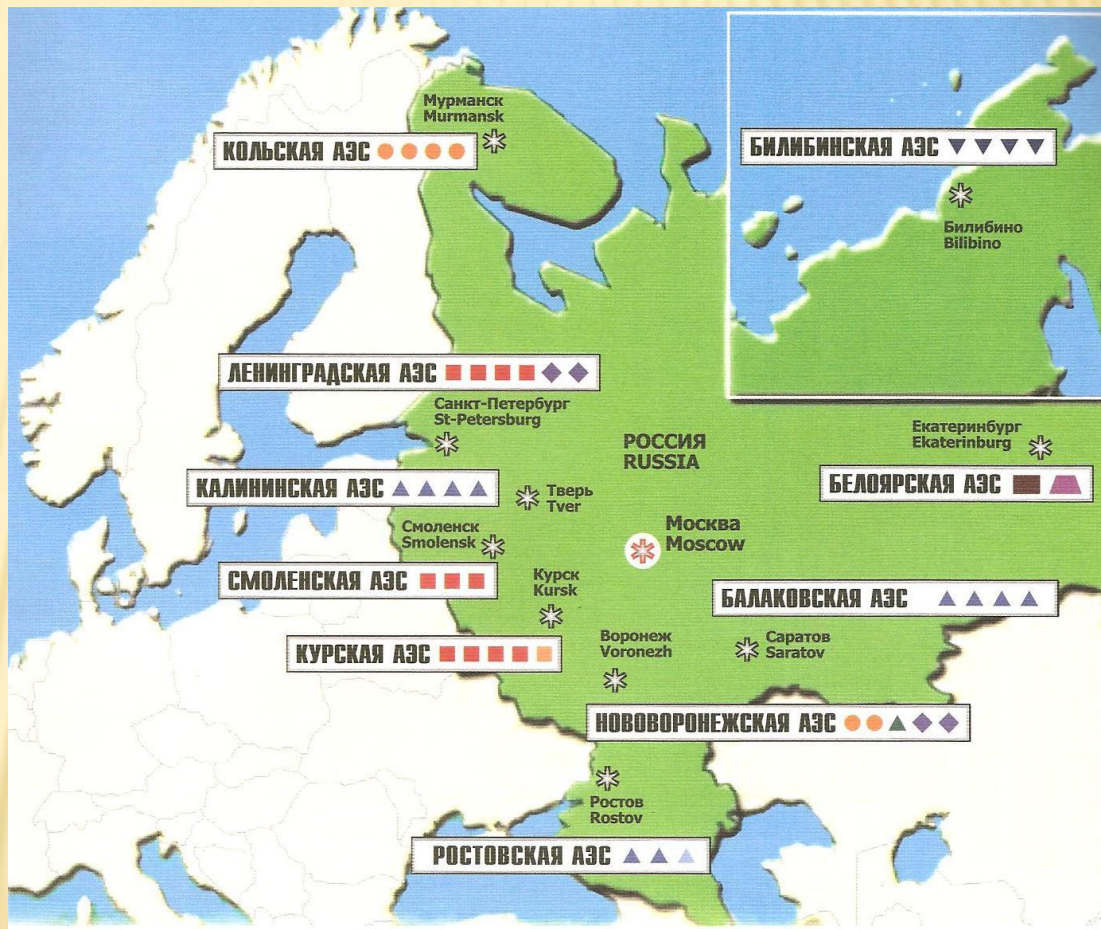 Мурманск
Murmansk
КОЛЬСКАЯ АЭС
БИЛИБИНСКАЯ АЭС
Билибино
Bilibino
ЛЕНИНГРАДСКАЯ АЭС
Санкт-Петербург
St-Petersburg
РОССИЯ
RUSSIA
Екатеринбург
Ekaterinburg
КАЛИНИНСКАЯ АЭС
Тверь
Tver
БЕЛОЯРСКАЯ АЭС
Смоленск
Smolensk
Москва
Moscow
СМОЛЕНСКАЯ АЭС
Курск
Kursk
БАЛАКОВСКАЯ АЭС
КУРСКАЯ АЭС
Воронеж
Voronezh
Саратов
Saratov
НОВОВОРОНЕЖСКАЯ АЭС
Ростов
Rostov
РОСТОВСКАЯ АЭС